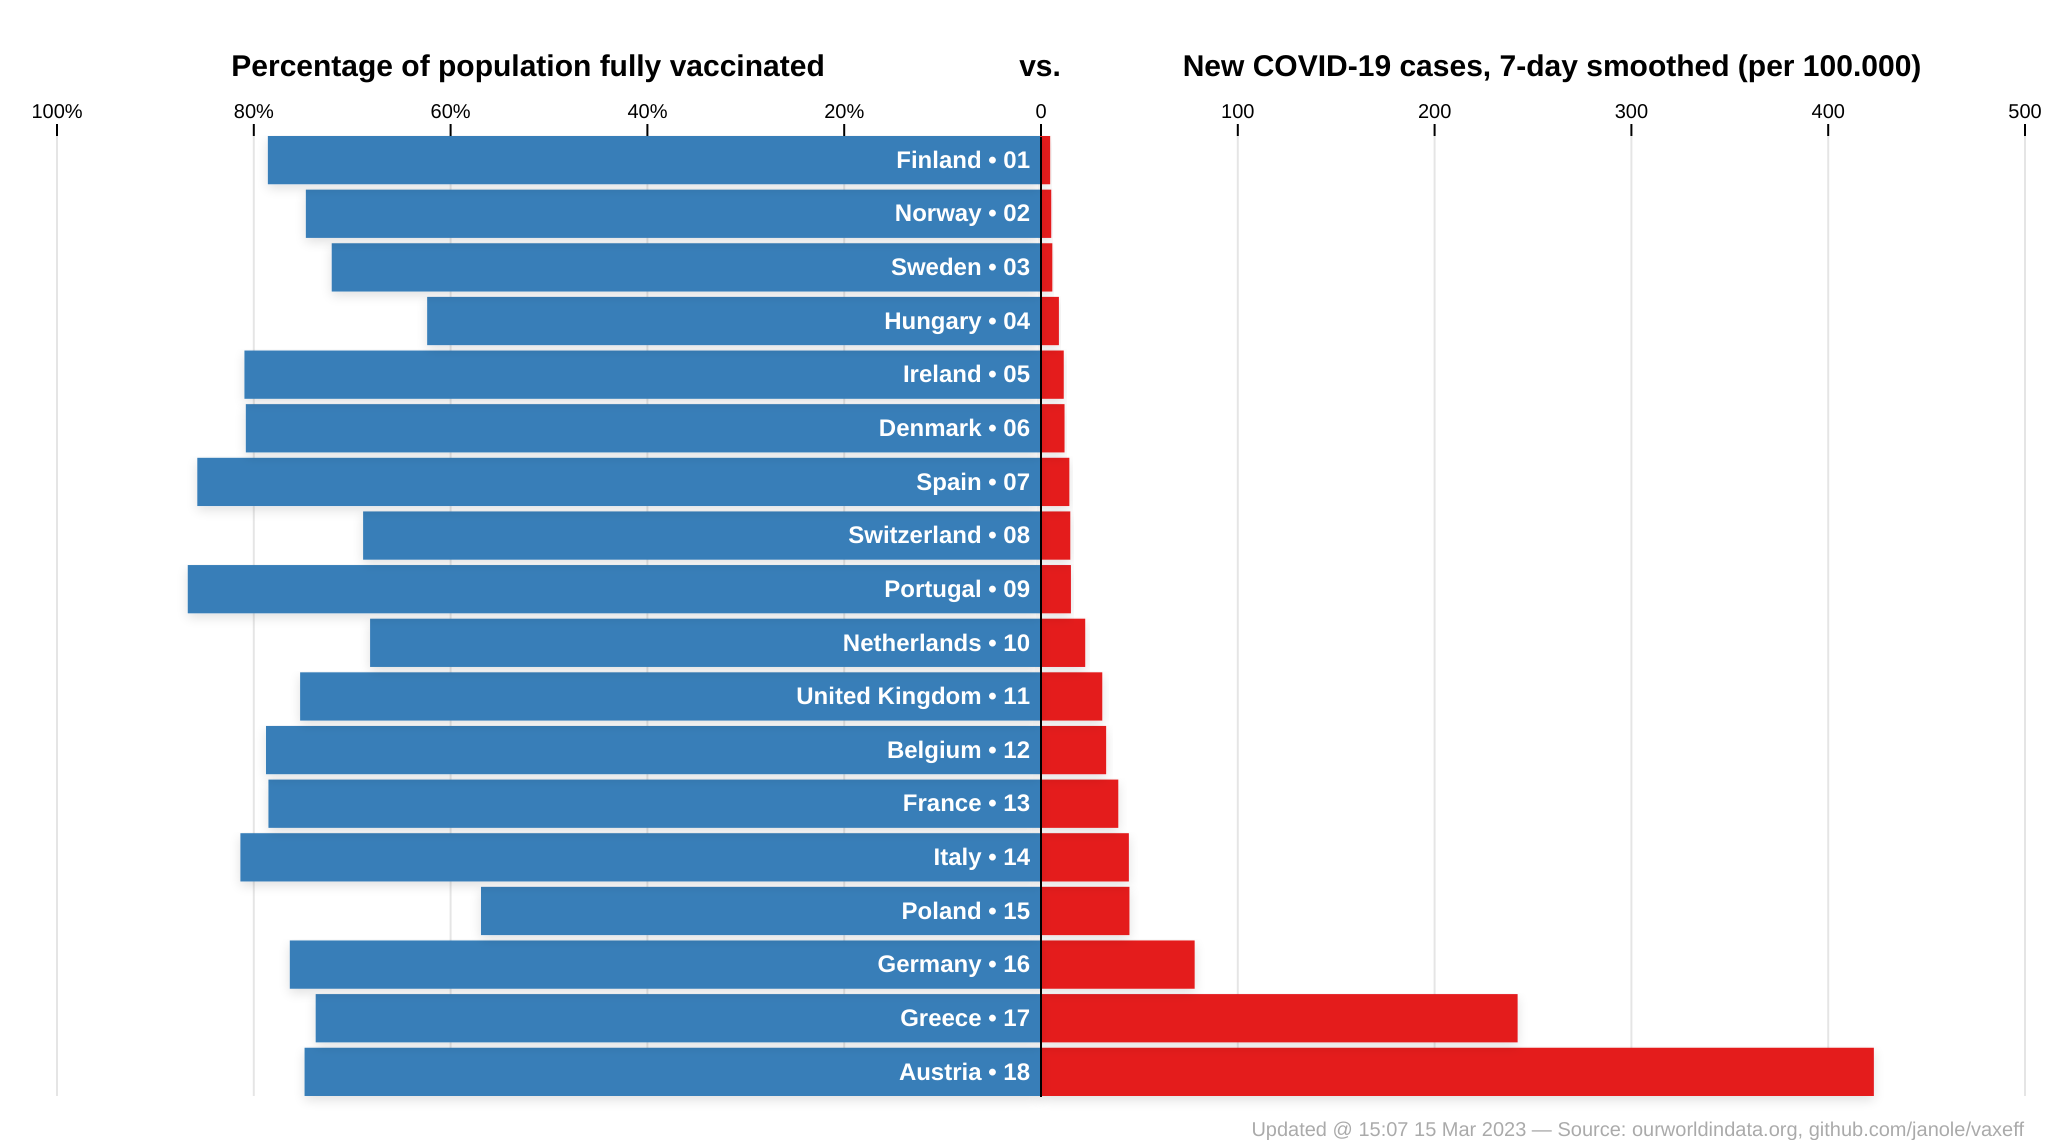 Percentage of population fully vaccinated vs. New COVID-19 cases, 7-day smoothed (per 100.000)
100% 80% 60% 40% 20% 0 100 200 300 400 500
Finland • 01
Norway • 02
Sweden • 03
Hungary • 04
Ireland • 05
Denmark • 06
Spain • 07
Switzerland • 08
Portugal • 09
Netherlands • 10
United Kingdom • 11
Belgium • 12
France • 13
Italy • 14
Poland • 15
Germany • 16
Greece • 17
Austria • 18
Updated @ 15:07 15 Mar 2023 — Source: ourworldindata.org, github.com/janole/vaxeff